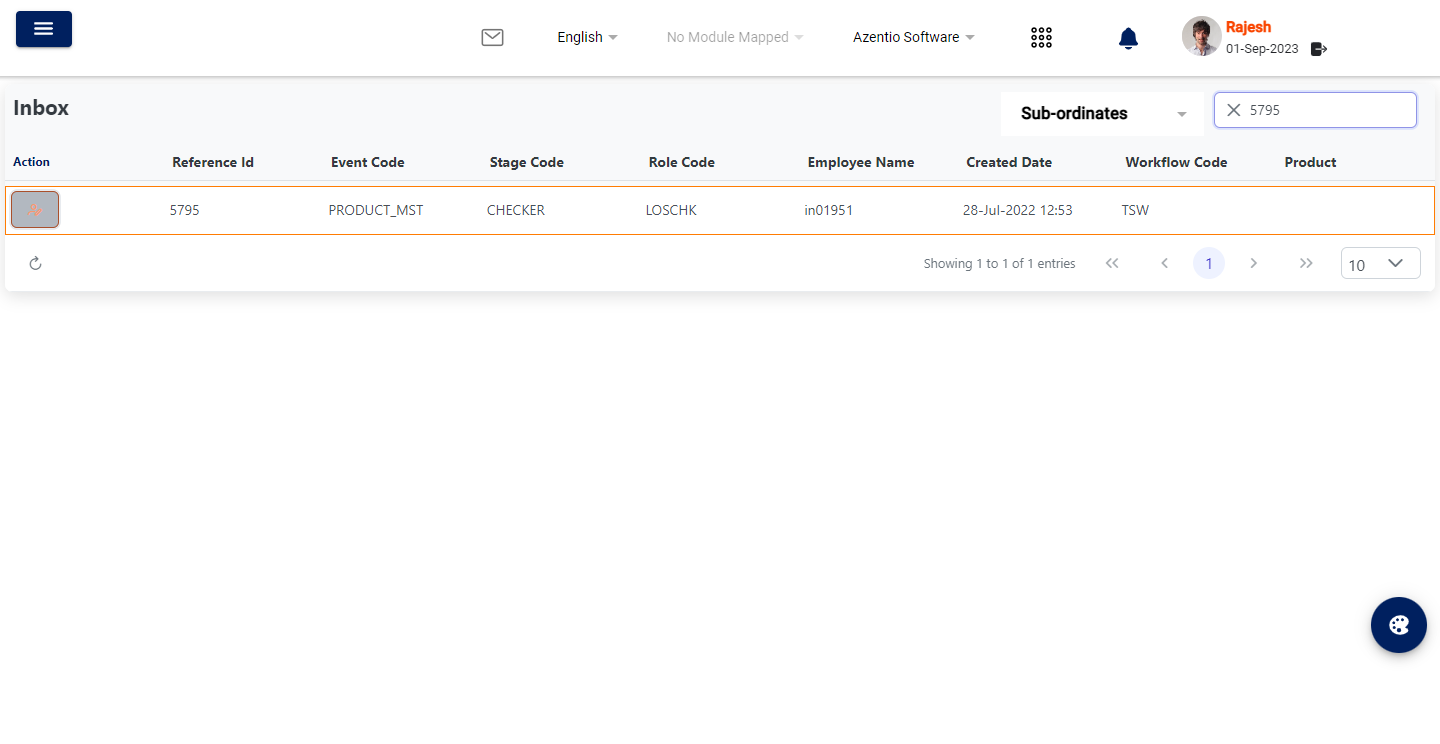 English
No Module Mapped
Azentio Software
Rajesh
01-Sep-2023
Inbox
Sub-ordinates
5795
Action Reference Id Event Code Stage Code Role Code Employee Name Created Date Workflow Code Product
5795 PRODUCT_MST CHECKER LOSCHK in01951 28-Jul-2022 12:53 TSW
Showing 1 to 1 of 1 entries
1
10